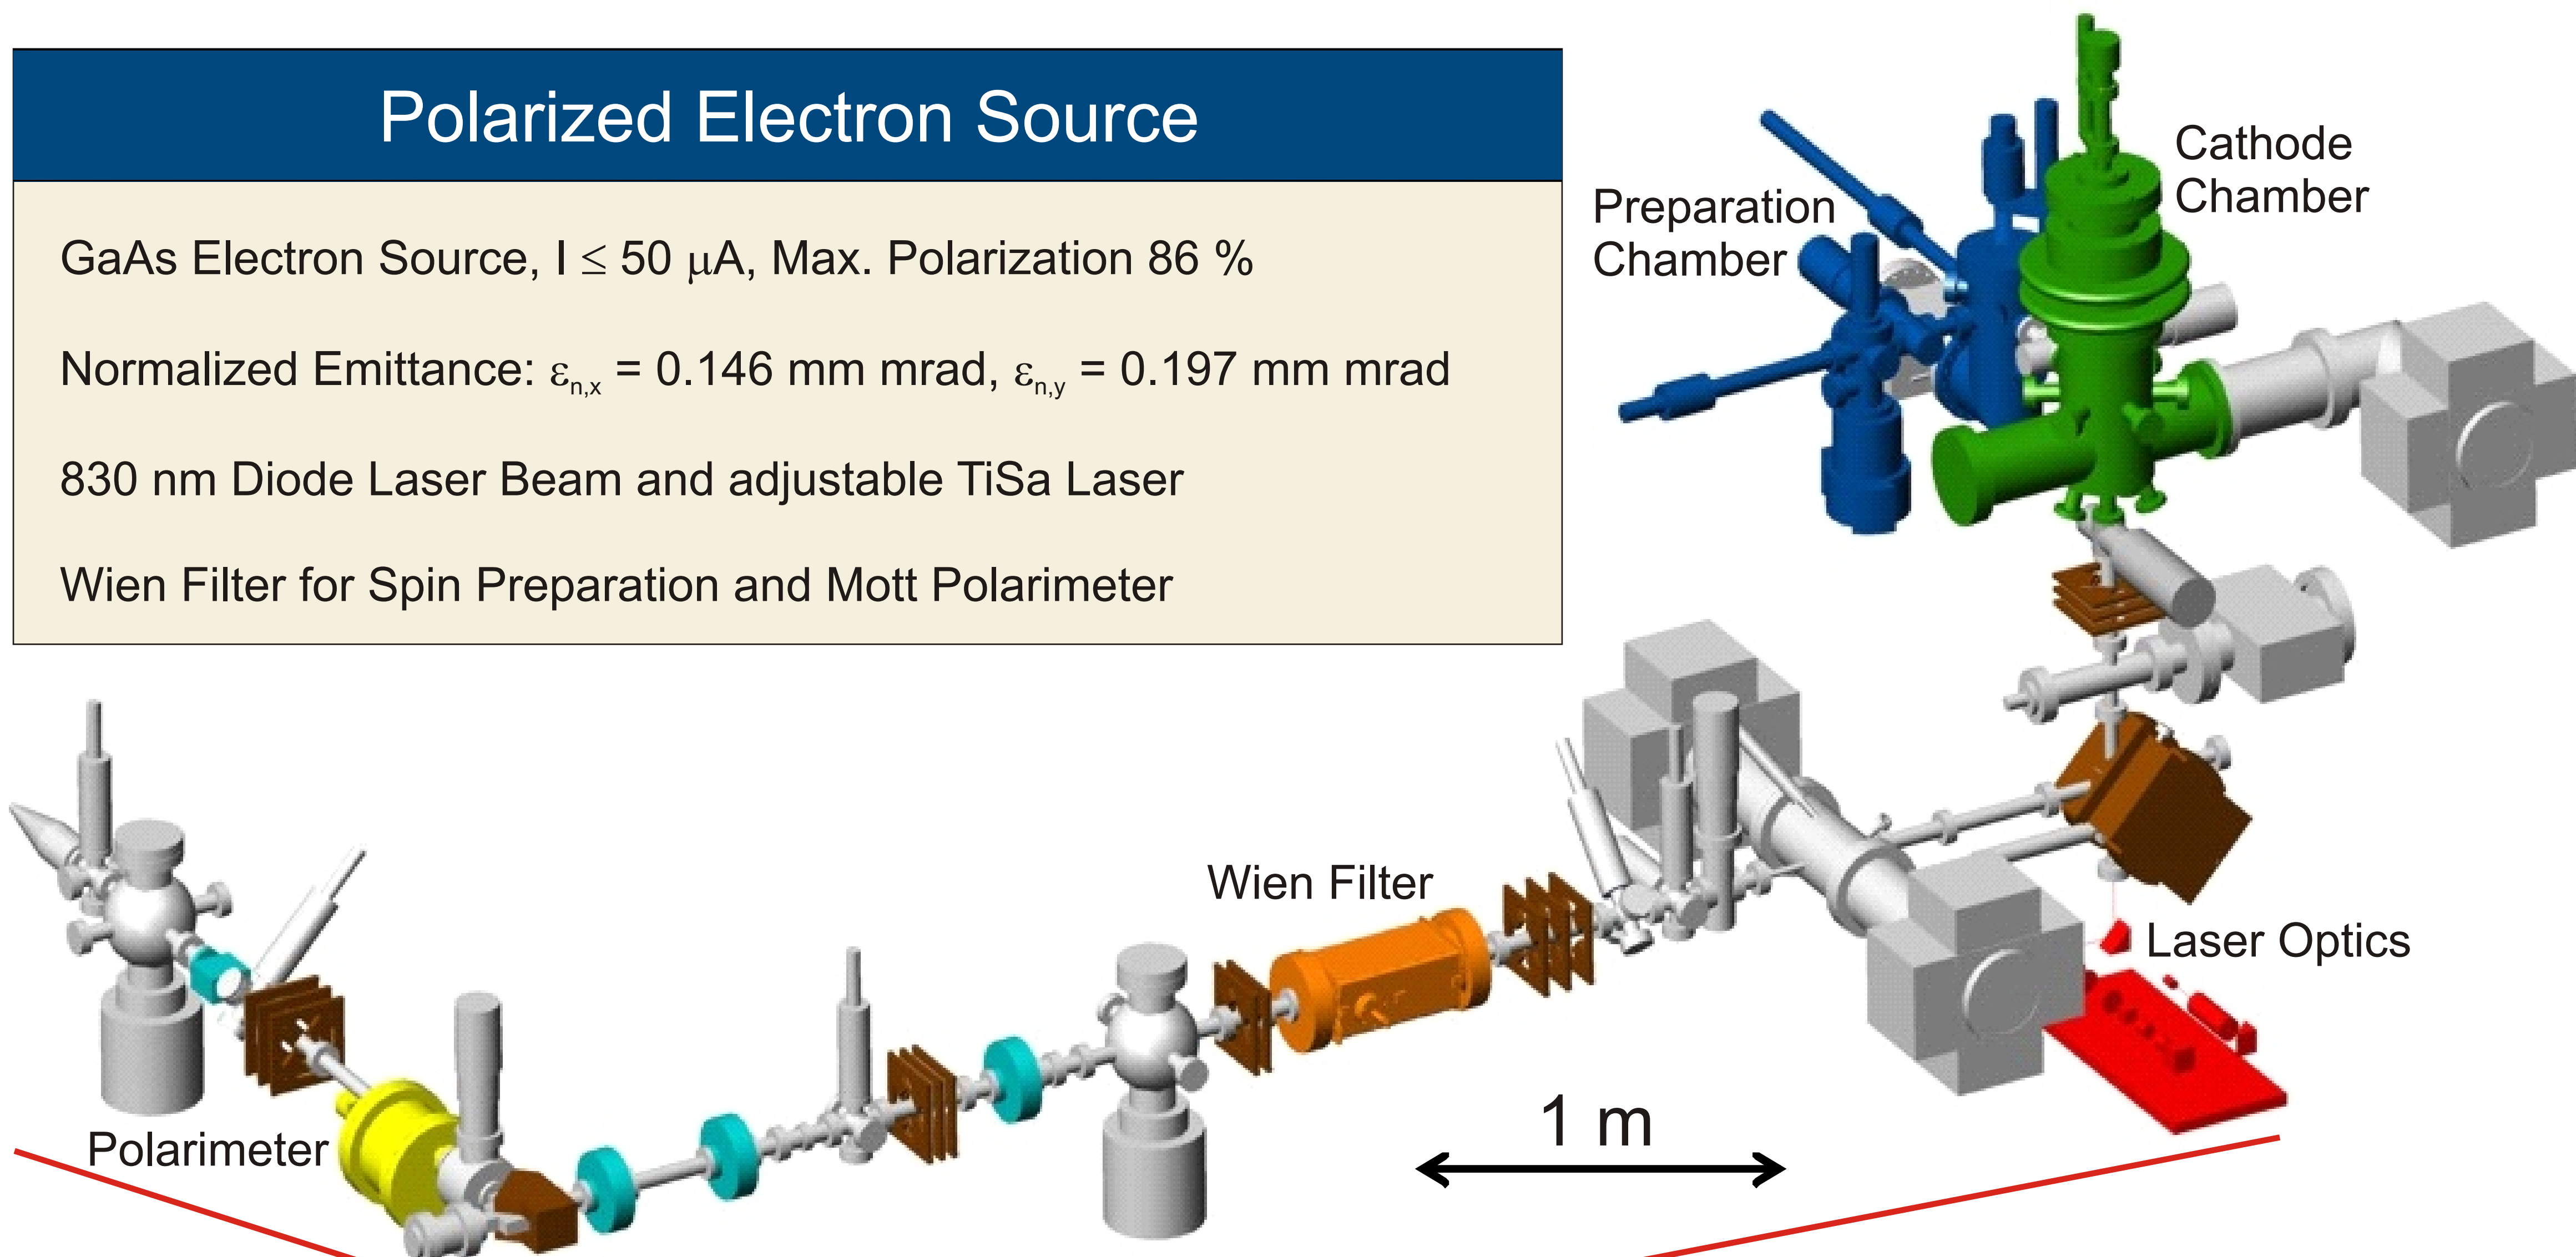 Polarized Electron Source
GaAs Electron Source, I ≤ 50 μA, Max. Polarization 86 %
Normalized Emittance: εn,x = 0.146 mm mrad, εn,y = 0.197 mm mrad
830 nm Diode Laser Beam and adjustable TiSa Laser
Wien Filter for Spin Preparation and Mott Polarimeter
Cathode
Chamber
Preparation
Chamber
Wien Filter
Laser Optics
1 m
Polarimeter